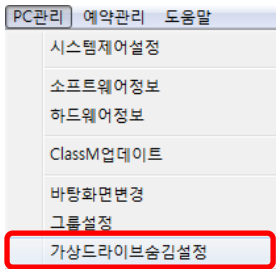 PC관리 예약관리 도움말
시스템제어설정
소프트웨어정보
하드웨어정보
ClassM업데이트
바탕화면변경
그룹설정
가상드라이브숨김설정